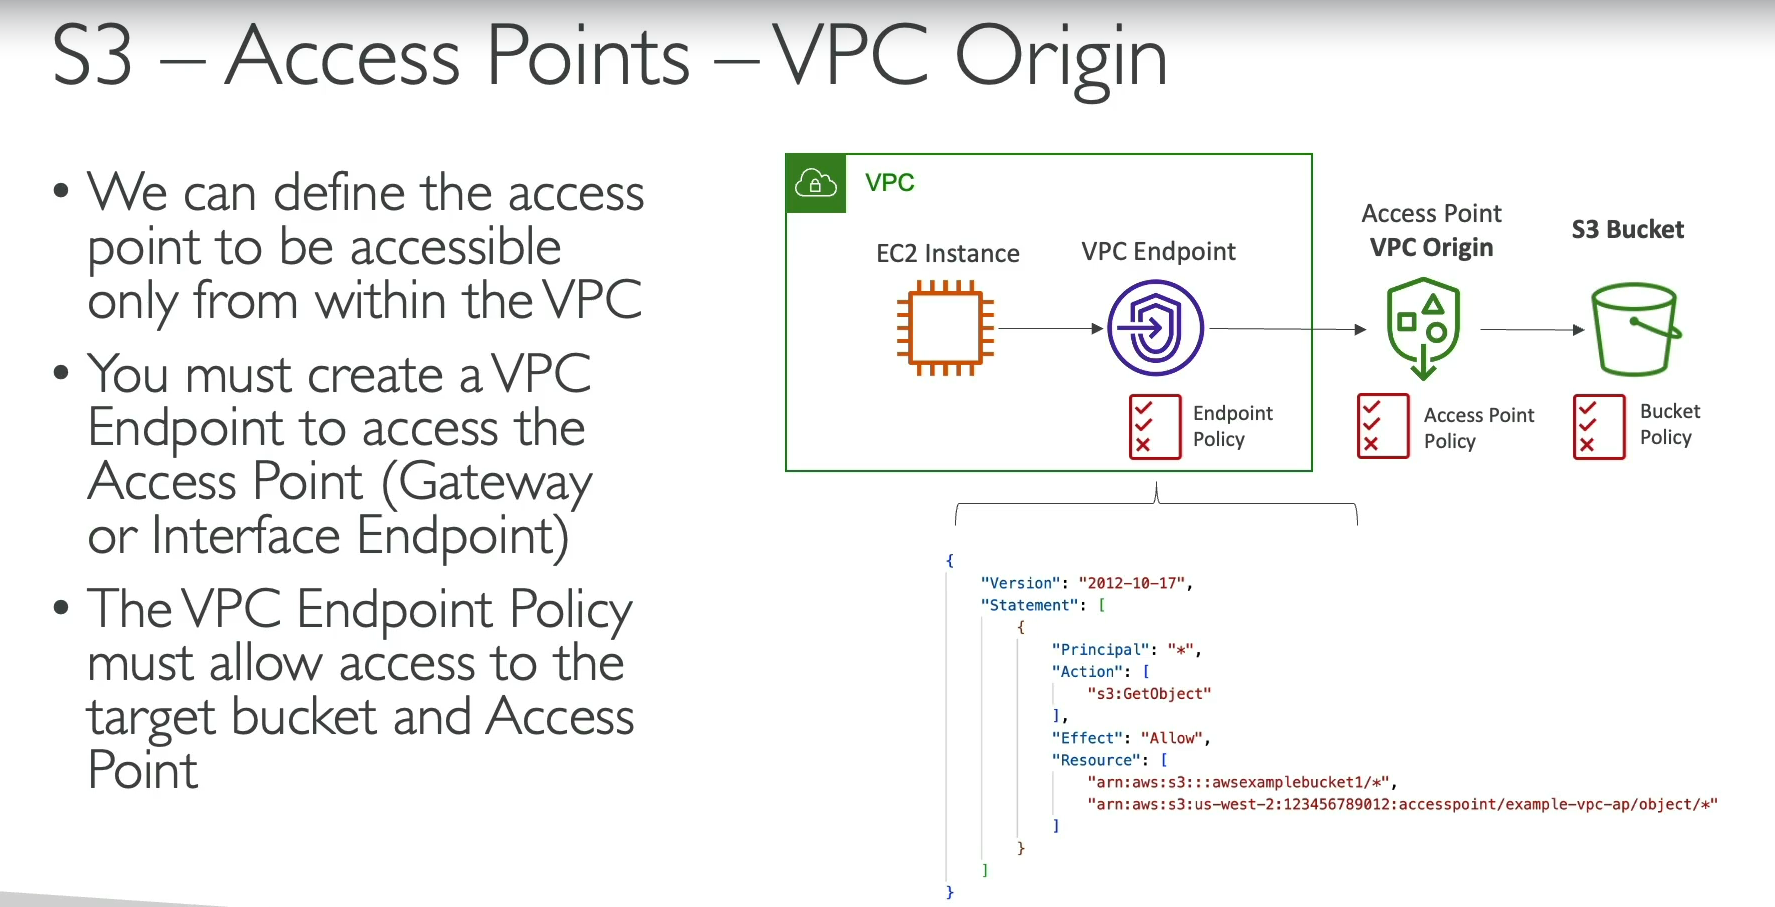 S3 – Access Points – VPC Origin
• We can define the access
point to be accessible
only from within the VPC
• You must create a VPC
Endpoint to access the
Access Point (Gateway
or Interface Endpoint)
• The VPC Endpoint Policy
must allow access to the
target bucket and Access
Point
VPC
EC2 Instance
VPC Endpoint
Access Point
VPC Origin
S3 Bucket
Endpoint
Policy
Access Point
Policy
Bucket
Policy
{
"Version": "2012-10-17",
"Statement": [
{
"Principal": "*",
"Action": [
"s3:GetObject"
],
"Effect": "Allow",
"Resource": [
"arn:aws:s3:::awsexamplebucket1/*",
"arn:aws:s3:us-west-2:123456789012:accesspoint/example-vpc-ap/object/*"
]
}
]
}